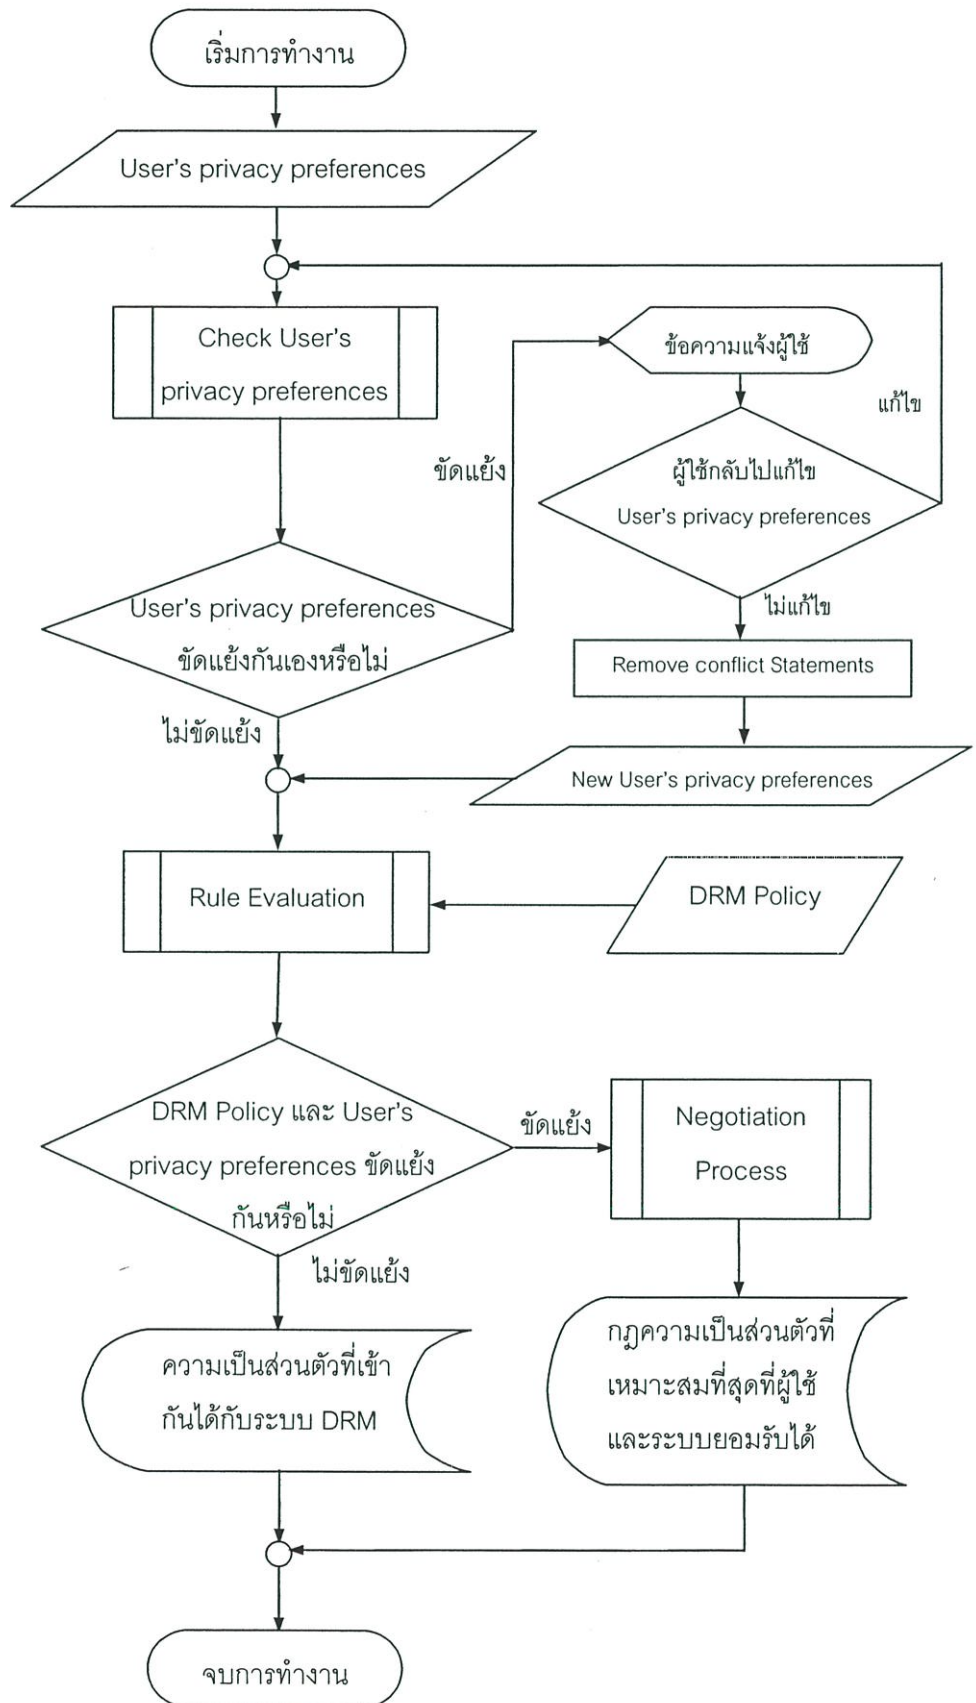 เริ่มการทำงาน
User's privacy preferences
Check User's
privacy preferences
ข้อความแจ้งผู้ใช้
แก้ไข
ขัดแย้ง
ผู้ใช้กลับไปแก้ไข
User's privacy preferences
ไม่แก้ไข
User's privacy preferences
ขัดแย้งกันเองหรือไม่
Remove conflict Statements
ไม่ขัดแย้ง
New User's privacy preferences
Rule Evaluation
DRM Policy
DRM Policy และ User's
privacy preferences ขัดแย้ง
กันหรือไม่
ขัดแย้ง
Negotiation
Process
ไม่ขัดแย้ง
ความเป็นส่วนตัวที่เข้า
กันได้กับระบบ DRM
กฎความเป็นส่วนตัวที่
เหมาะสมที่สุดที่ผู้ใช้
และระบบยอมรับได้
จบการทำงาน